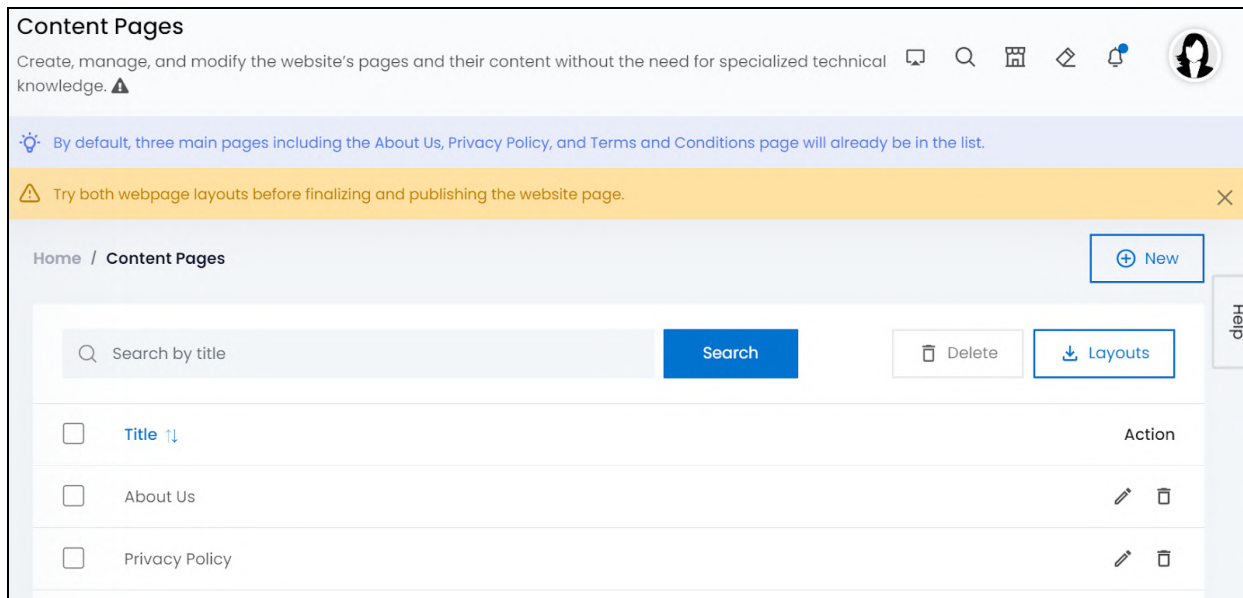 Content Pages
Create, manage, and modify the website's pages and their content without the need for specialized technical
knowledge.
By default, three main pages including the About Us, Privacy Policy, and Terms and Conditions page will already be in the list.
Try both webpage layouts before finalizing and publishing the website page.
Home / Content Pages
New
Help
Search by title
Search
Delete
Layouts
Title
Action
About Us
Privacy Policy